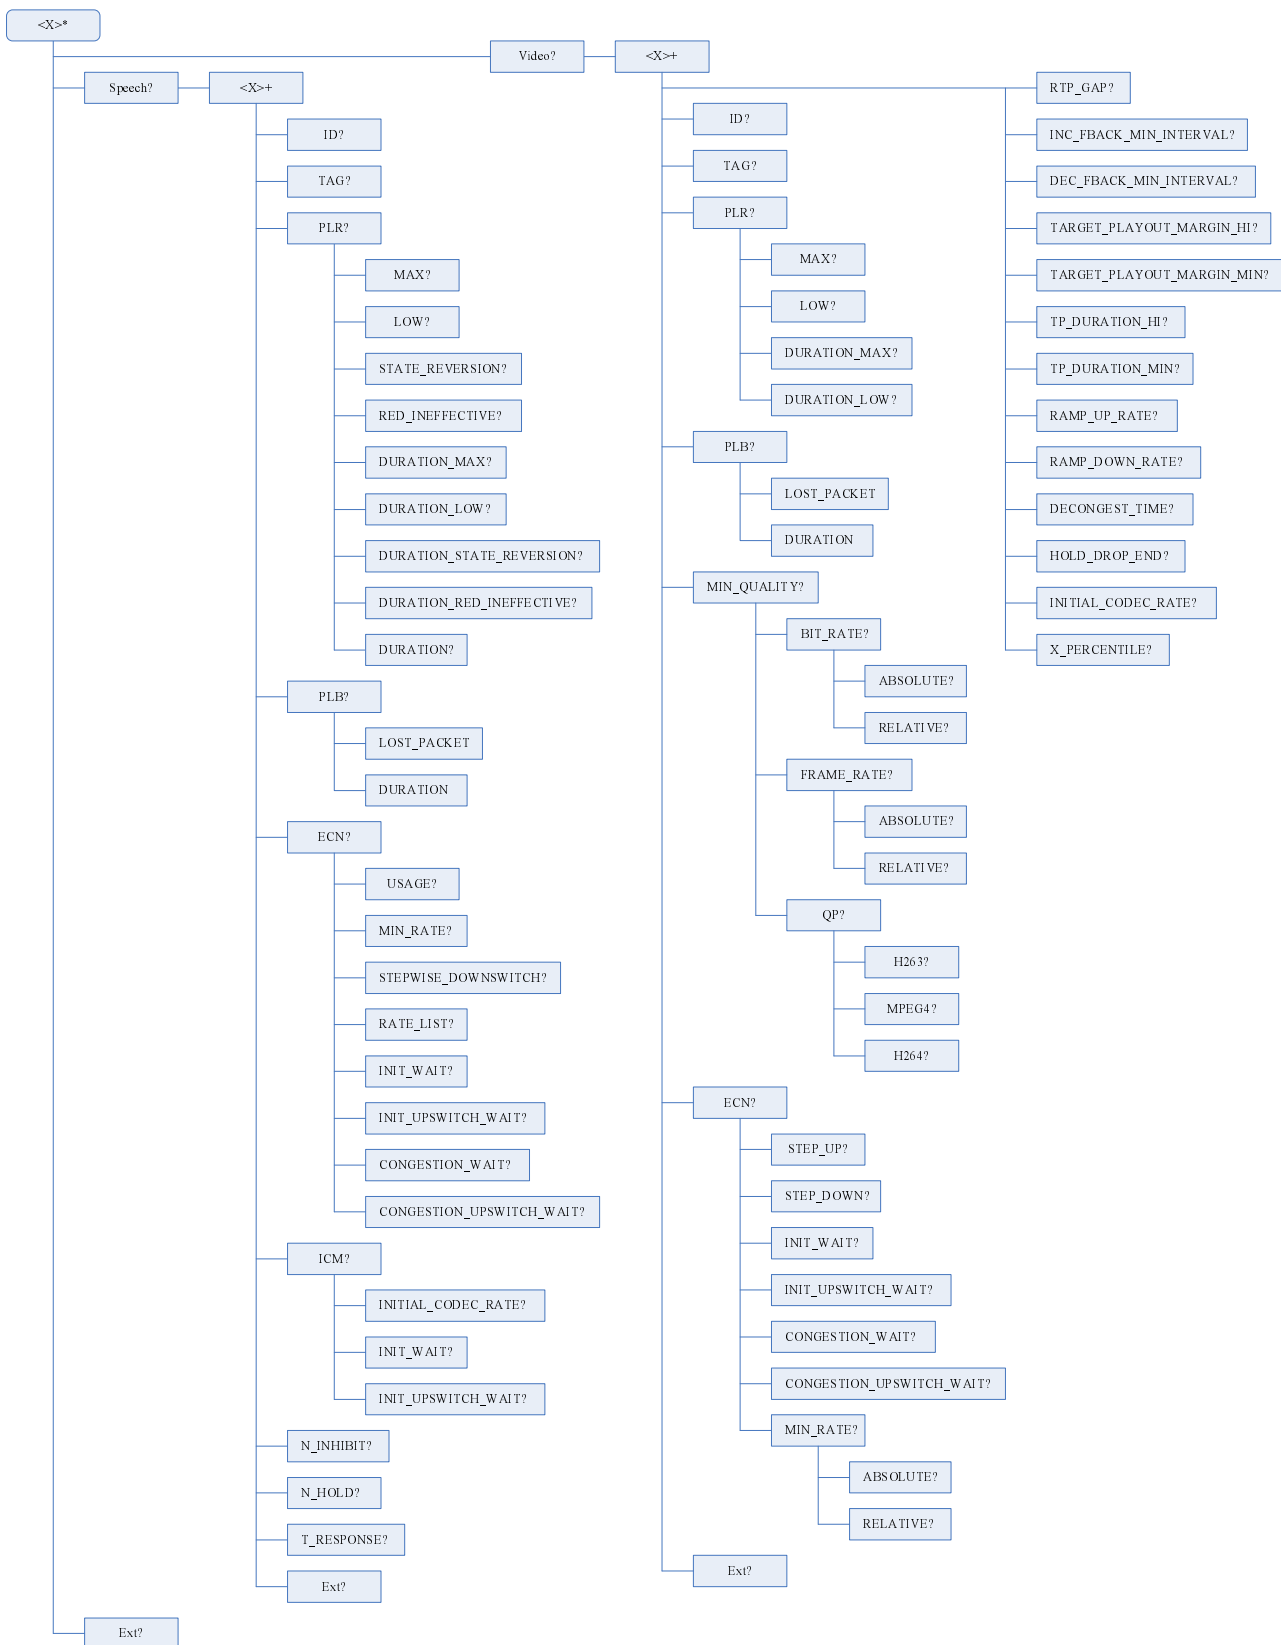 <X>*
Video?
<X>+
Speech?
<X>+
ID?
TAG?
PLR?
MAX?
LOW?
STATE_REVERSION?
RED_INEFFECTIVE?
DURATION_MAX?
DURATION_LOW?
DURATION_STATE_REVERSION?
DURATION_RED_INEFFECTIVE?
DURATION?
PLB?
LOST_PACKET
DURATION
ECN?
USAGE?
MIN_RATE?
STEPWISE_DOWNSWITCH?
RATE_LIST?
INIT_WAIT?
INIT_UPSWITCH_WAIT?
CONGESTION_WAIT?
CONGESTION_UPSWITCH_WAIT?
ICM?
INITIAL_CODEC_RATE?
INIT_WAIT?
INIT_UPSWITCH_WAIT?
N_INHIBIT?
N_HOLD?
T_RESPONSE?
Ext?
Ext?
ID?
TAG?
PLR?
MAX?
LOW?
DURATION_MAX?
DURATION_LOW?
PLB?
LOST_PACKET
DURATION
MIN_QUALITY?
BIT_RATE?
ABSOLUTE?
RELATIVE?
FRAME_RATE?
ABSOLUTE?
RELATIVE?
QP?
H263?
MPEG4?
H264?
ECN?
STEP_UP?
STEP_DOWN?
INIT_WAIT?
INIT_UPSWITCH_WAIT?
CONGESTION_WAIT?
CONGESTION_UPSWITCH_WAIT?
MIN_RATE?
ABSOLUTE?
RELATIVE?
Ext?
RTP_GAP?
INC_FBACK_MIN_INTERVAL?
DEC_FBACK_MIN_INTERVAL?
TARGET_PLAYOUT_MARGIN_HI?
TARGET_PLAYOUT_MARGIN_MIN?
TP_DURATION_HI?
TP_DURATION_MIN?
RAMP_UP_RATE?
RAMP_DOWN_RATE?
DECONGEST_TIME?
HOLD_DROP_END?
INITIAL_CODEC_RATE?
X_PERCENTILE?